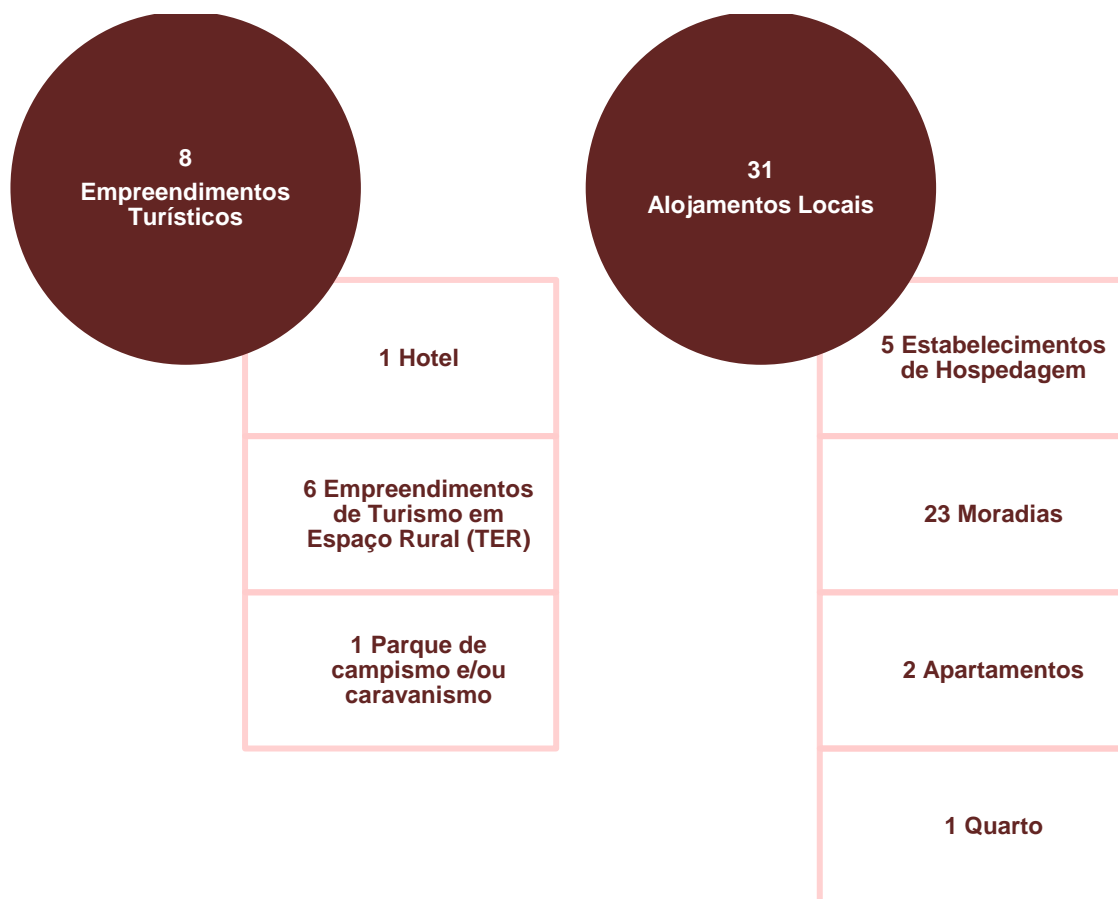 8
Empreendimentos
Turísticos
1 Hotel
6 Empreendimentos
de Turismo em
Espaço Rural (TER)
1 Parque de
campismo e/ou
caravanismo
31
Alojamentos Locais
5 Estabelecimentos
de Hospedagem
23 Moradias
2 Apartamentos
1 Quarto